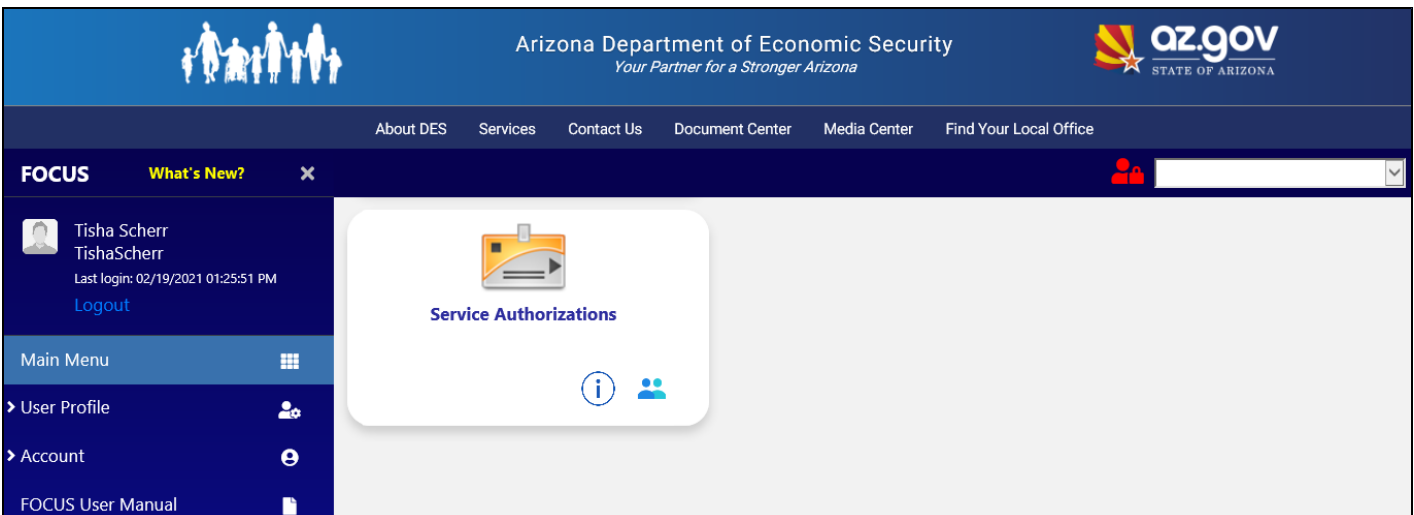 Arizona Department of Economic Security
Your Partner for a Stronger Arizona
az.gov
STATE OF ARIZONA
About DES Services Contact Us Document Center Media Center Find Your Local Office
FOCUS What's New?
Tisha Scherr
TishaScherr
Last login: 02/19/2021 01:25:51 PM
Logout
Main Menu
User Profile
Account
FOCUS User Manual
Service Authorizations